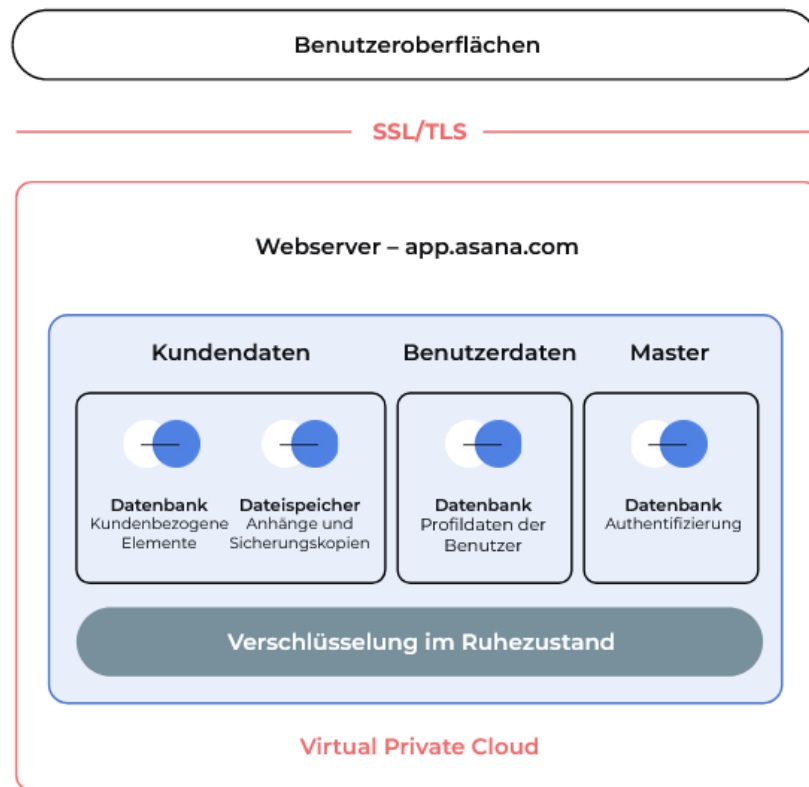 Benutzeroberflächen
SSL/TLS
Webserver – app.asana.com
Kundendaten
Benutzerdaten
Master
Datenbank
Kundenbezogene
Elemente
Dateispeicher
Anhänge und
Sicherungskopien
Datenbank
Profildaten der
Benutzer
Datenbank
Authentifizierung
Verschlüsselung im Ruhezustand
Virtual Private Cloud